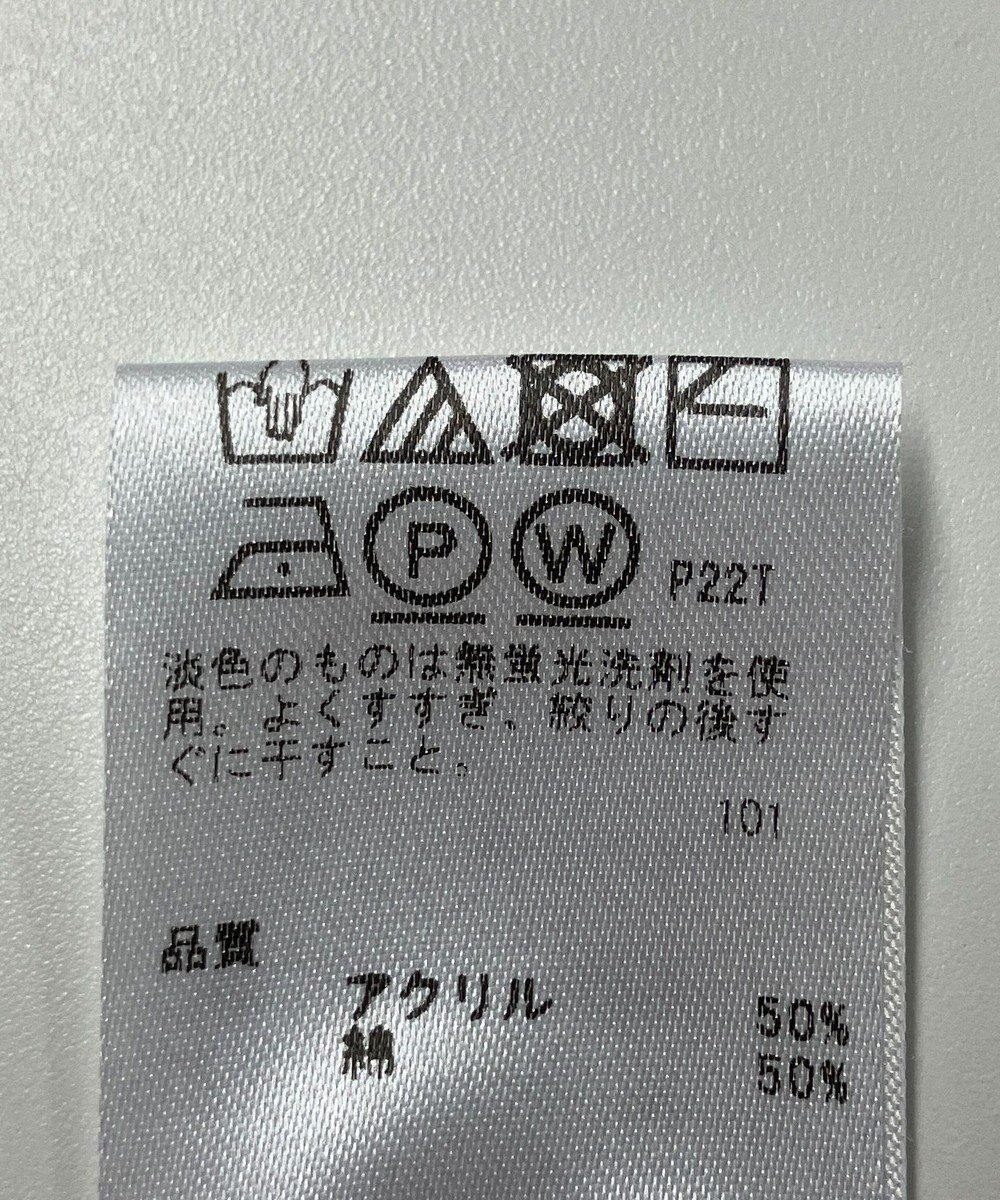 P W P22T
淡色のものは無蛍光洗剤を使
用。よくすすぎ、絞りの後す
ぐに干すこと。
101
品質
アクリル 50%
綿 50%